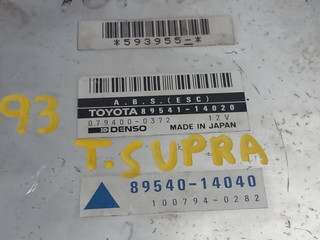 *593955-*
93
A.B.S.(ESC)
TOYOTA 89541-14020
079400-0372 12V
DENSO MADE IN JAPAN
T.SUPRA
89540-14040
100794-0282